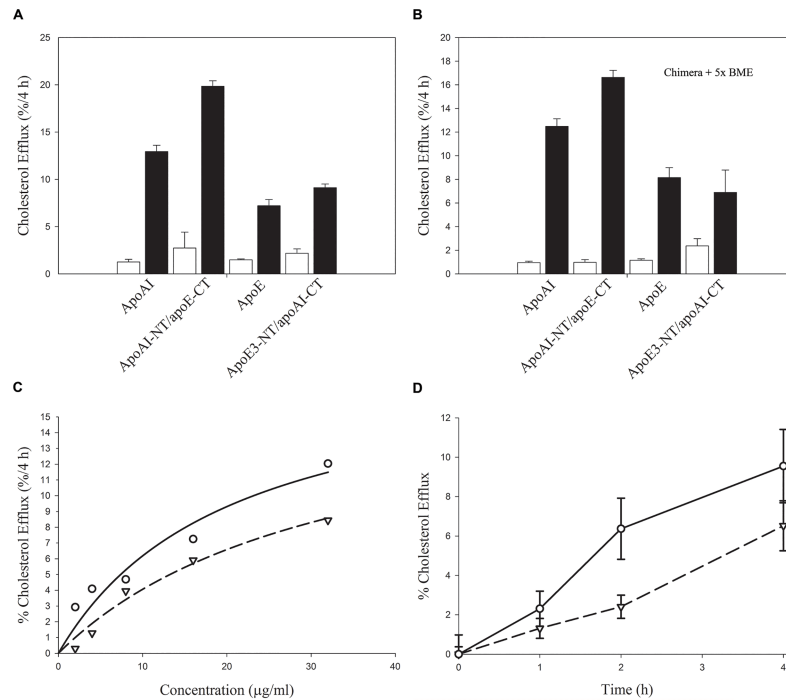 A
Cholesterol Efflux (%/4 h)
25
20
15
10
5
0
ApoAI
ApoAI-NT/apoE-CT
ApoE
ApoE3-NT/apoAI-CT
B
Cholesterol Efflux (%/4 h)
20
18
16
14
12
10
8
6
4
2
0
Chimera + 5x BME
ApoAI
ApoAI-NT/apoE-CT
ApoE
ApoE3-NT/apoAI-CT
C
% Cholesterol Efflux (%/4 h)
15
14
13
12
11
10
9
8
7
6
5
4
3
2
1
0
0
10
20
30
40
Concentration (µg/ml)
D
% Cholesterol Efflux
12
10
8
6
4
2
0
0
1
2
3
4
Time (h)